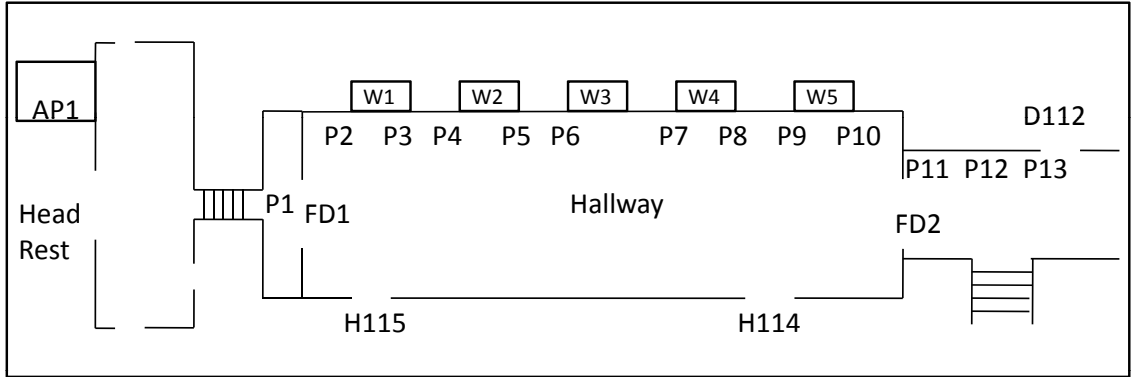 W1 W2 W3 W4 W5
AP1
D112
P2 P3 P4 P5 P6 P7 P8 P9 P10
P11 P12 P13
P1
FD1
Hallway
Head
Rest
FD2
H115
H114